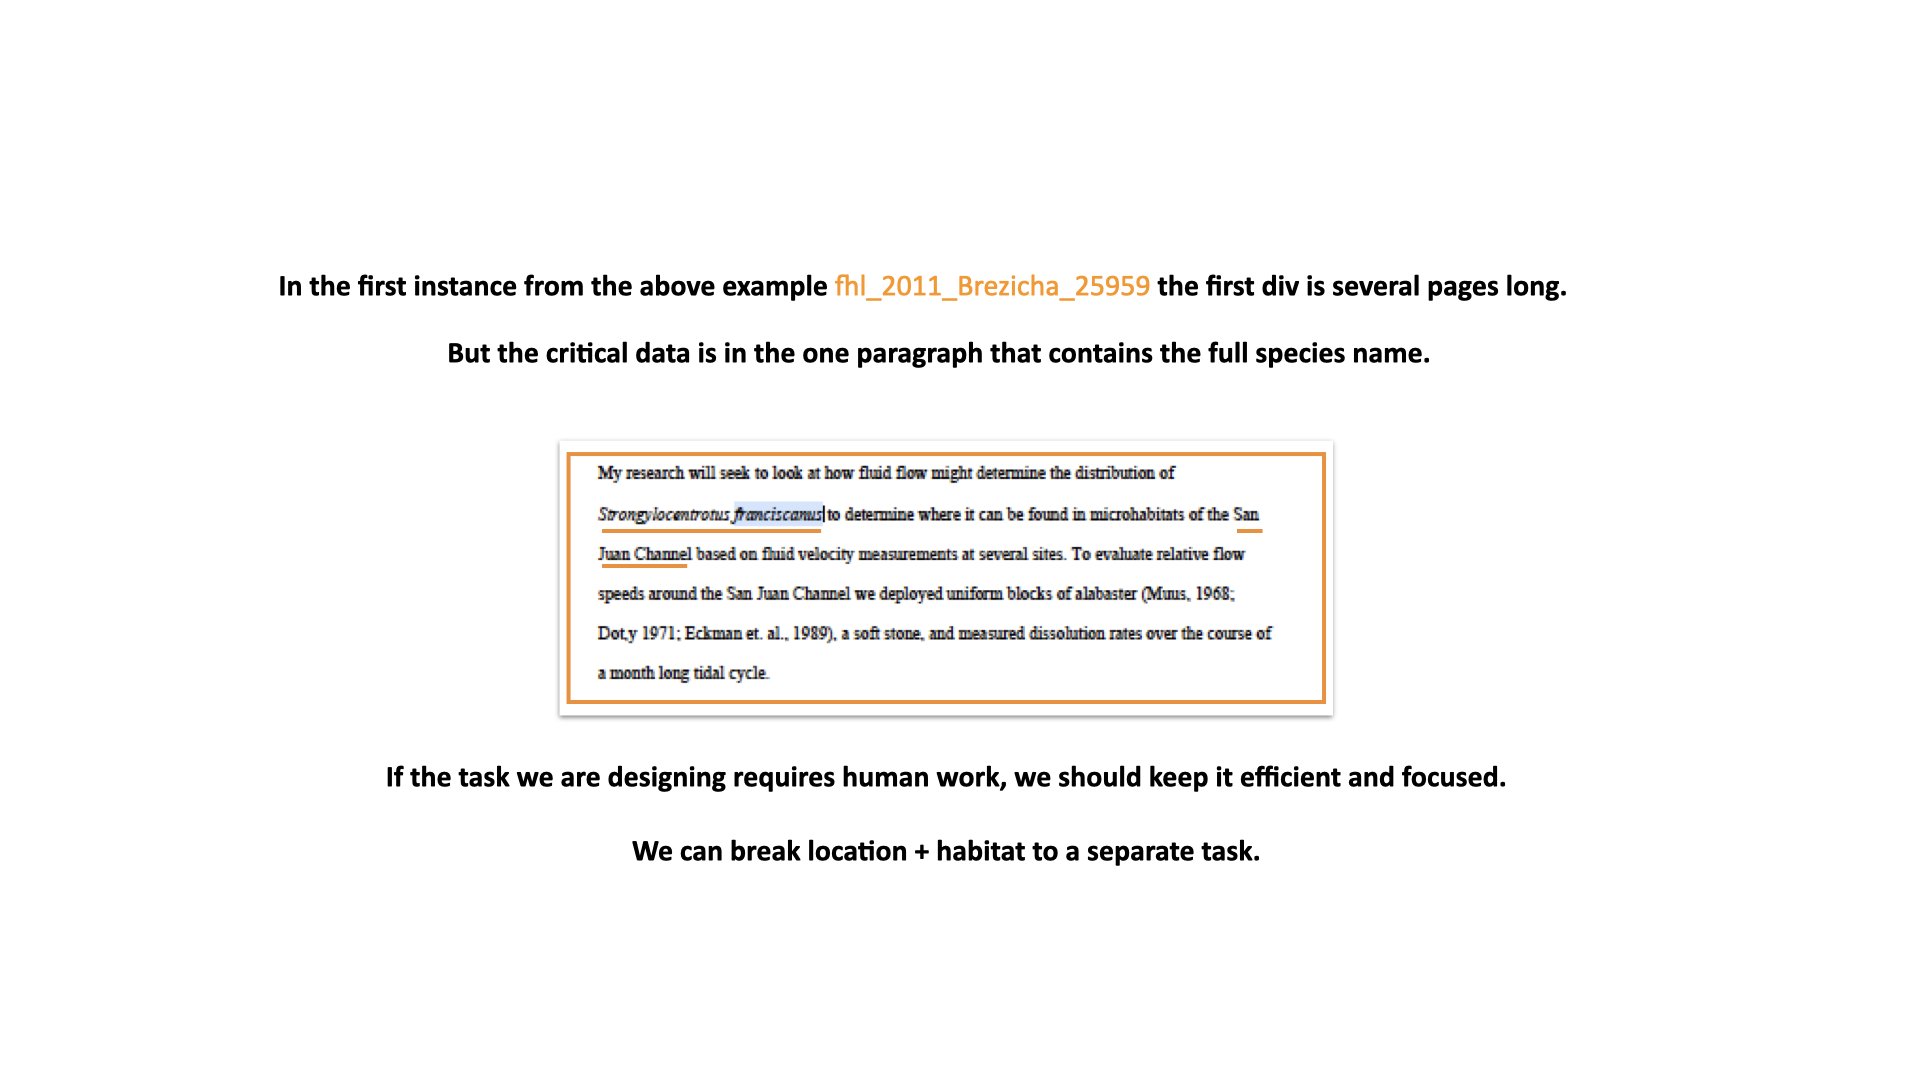 In the first instance from the above example fhl_2011_Brezicha_25959 the first div is several pages long.
But the critical data is in the one paragraph that contains the full species name.
My research will seek to look at how fluid flow might determine the distribution of
Strongylocentrotus franciscanus to determine where it can be found in microhabitats of the San
Juan Channel based on fluid velocity measurements at several sites. To evaluate relative flow
speeds around the San Juan Channel we deployed uniform blocks of alabaster (Muus, 1968;
Dot,y 1971; Eckman et. al., 1989), a soft stone, and measured dissolution rates over the course of
a month long tidal cycle.
If the task we are designing requires human work, we should keep it efficient and focused.
We can break location + habitat to a separate task.